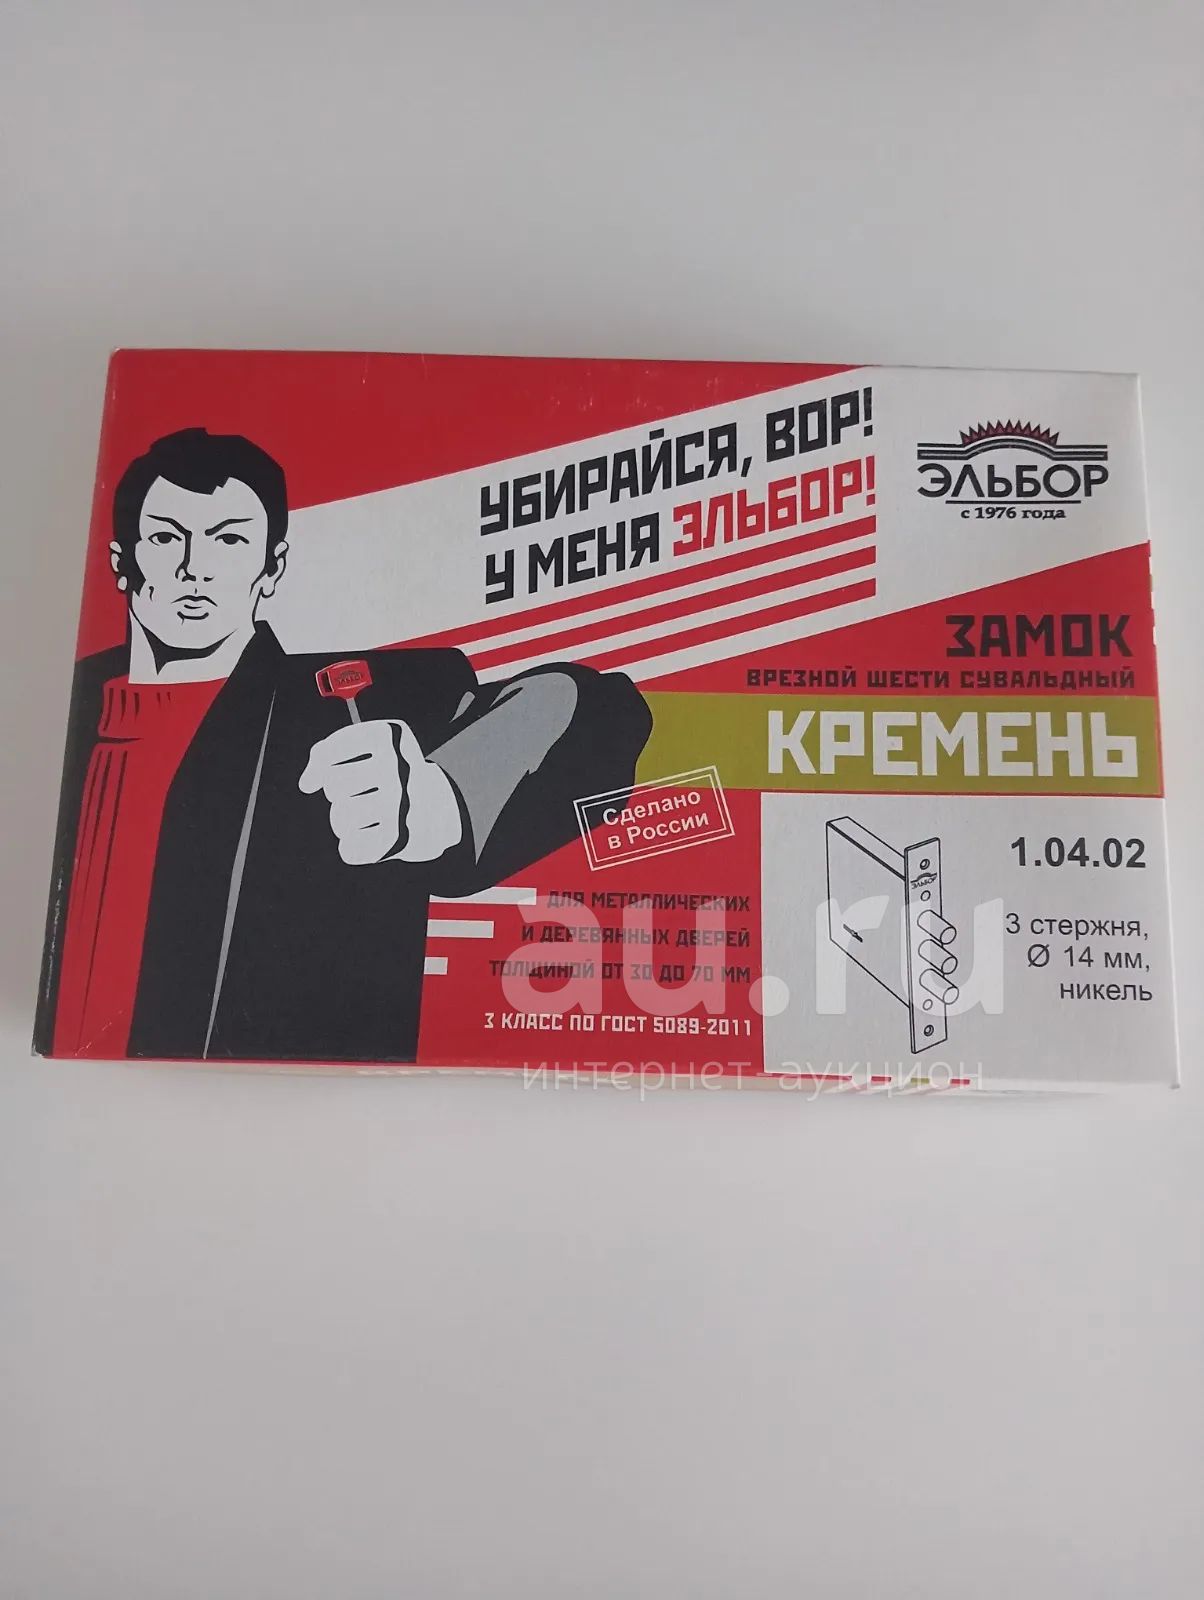 УБИРАЙСЯ, ВОР!
У МЕНЯ ЭЛЬБОР!
ЭЛЬБОР
с 1976 года
ЗАМОК
ВРЕЗНОЙ ШЕСТИ СУВАЛЬДНЫЙ
КРЕМЕНЬ
ЭЛЬБОР
Сделано
в России
ДЛЯ МЕТАЛЛИЧЕСКИХ
И ДЕРЕВЯННЫХ ДВЕРЕЙ
ТОЛЩИНОЙ ОТ 30 ДО 70 ММ
3 КЛАСС ПО ГОСТ 5089-2011
ЭЛЬБОР
1.04.02
3 стержня,
Ø 14 мм,
никель
au.ru
интернет-аукцион